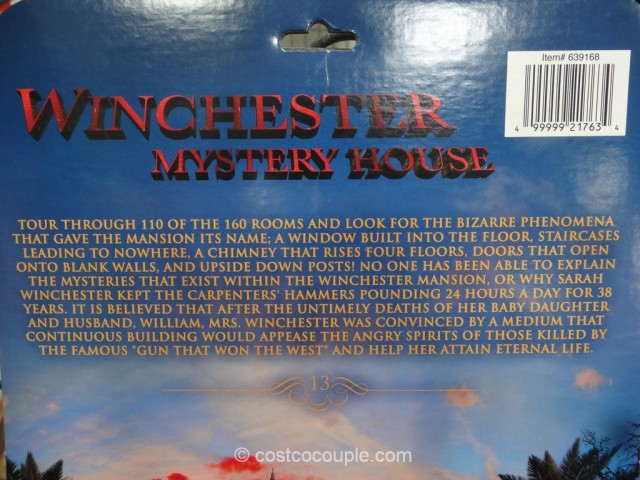 Item# 639168
4 99999 21763 4
WINCHESTER
MYSTERY HOUSE
TOUR THROUGH 110 OF THE 160 ROOMS AND LOOK FOR THE BIZARRE PHENOMENA
THAT GAVE THE MANSION ITS NAME; A WINDOW BUILT INTO THE FLOOR, STAIRCASES
LEADING TO NOWHERE, A CHIMNEY THAT RISES FOUR FLOORS, DOORS THAT OPEN
ONTO BLANK WALLS, AND UPSIDE DOWN POSTS! NO ONE HAS BEEN ABLE TO EXPLAIN
THE MYSTERIES THAT EXIST WITHIN THE WINCHESTER MANSION, OR WHY SARAH
WINCHESTER KEPT THE CARPENTERS' HAMMERS POUNDING 24 HOURS A DAY FOR 38
YEARS. IT IS BELIEVED THAT AFTER THE UNTIMELY DEATHS OF HER BABY DAUGHTER
AND HUSBAND, WILLIAM, MRS. WINCHESTER WAS CONVINCED BY A MEDIUM THAT
CONTINUOUS BUILDING WOULD APPEASE THE ANGRY SPIRITS OF THOSE KILLED BY
THE FAMOUS "GUN THAT WON THE WEST" AND HELP HER ATTAIN ETERNAL LIFE.
13
© costcocouple.com